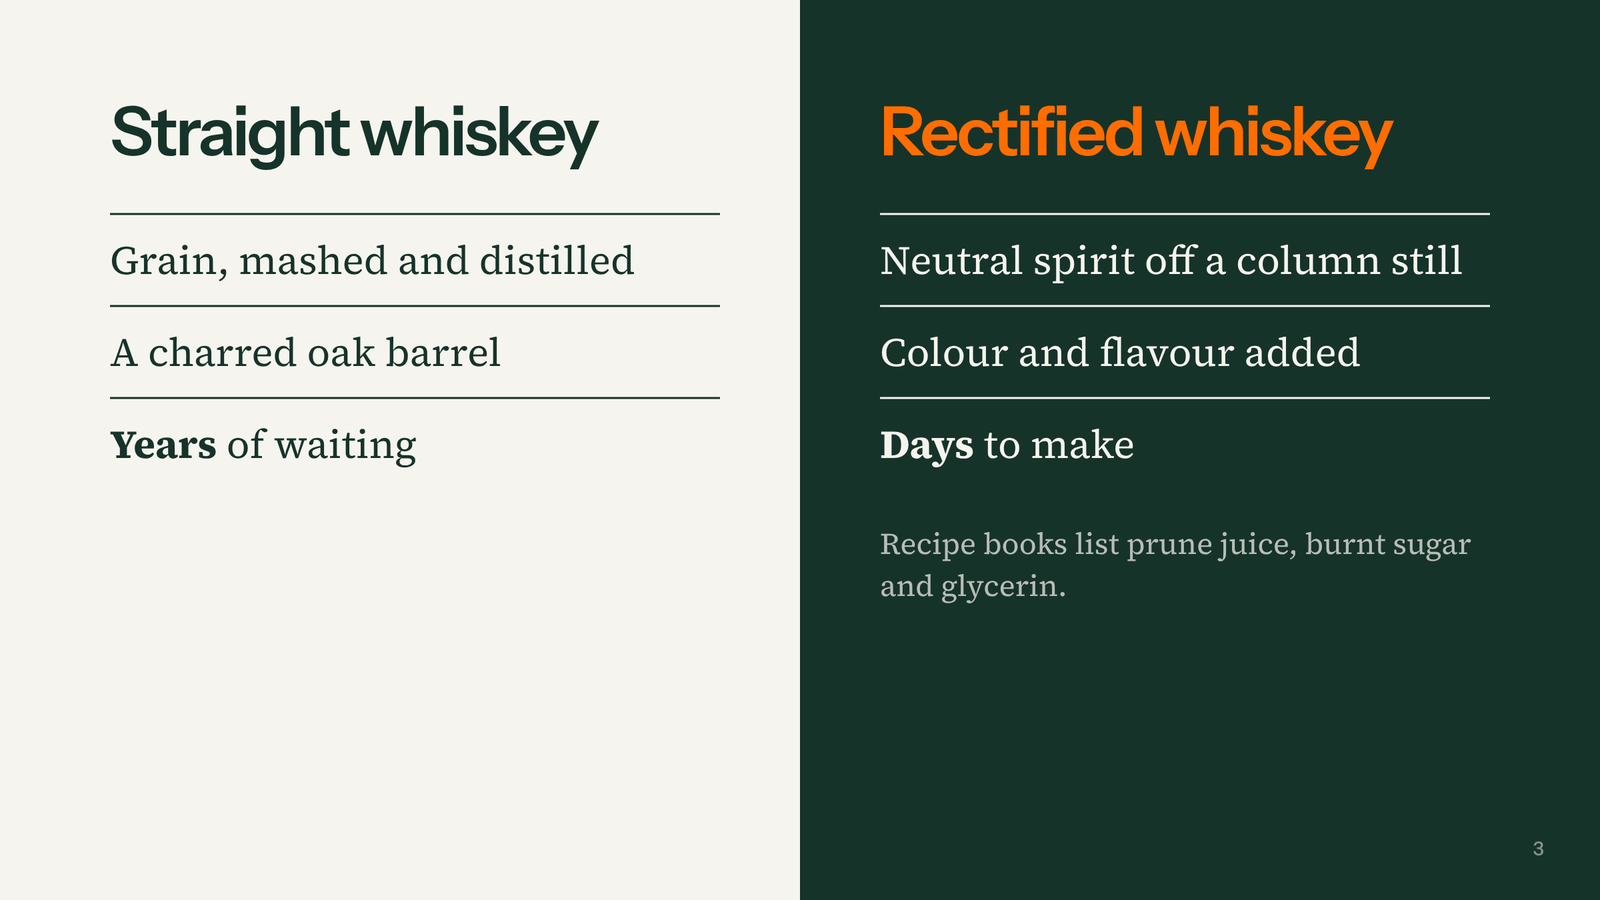 Straight whiskey
Grain, mashed and distilled
A charred oak barrel
Years of waiting
Rectified whiskey
Neutral spirit off a column still
Colour and flavour added
Days to make
Recipe books list prune juice, burnt sugar
and glycerin.
3